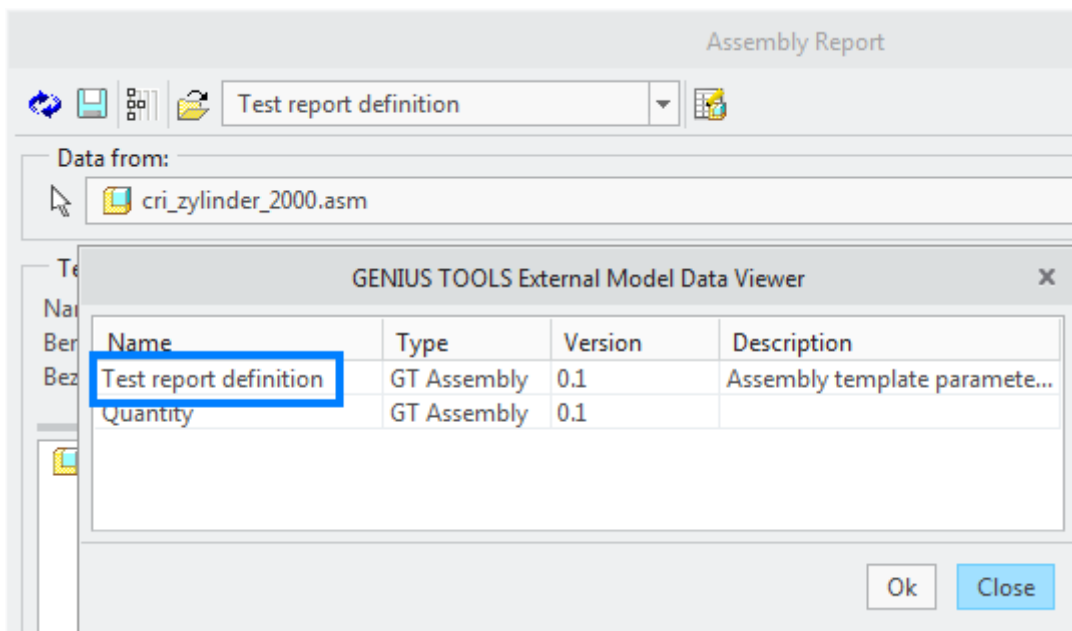 Assembly Report
Test report definition
Data from:
cri_zylinder_2000.asm
GENIUS TOOLS External Model Data Viewer
Name Type Version Description
Test report definition GT Assembly 0.1 Assembly template paramete...
Quantity GT Assembly 0.1
Ok Close